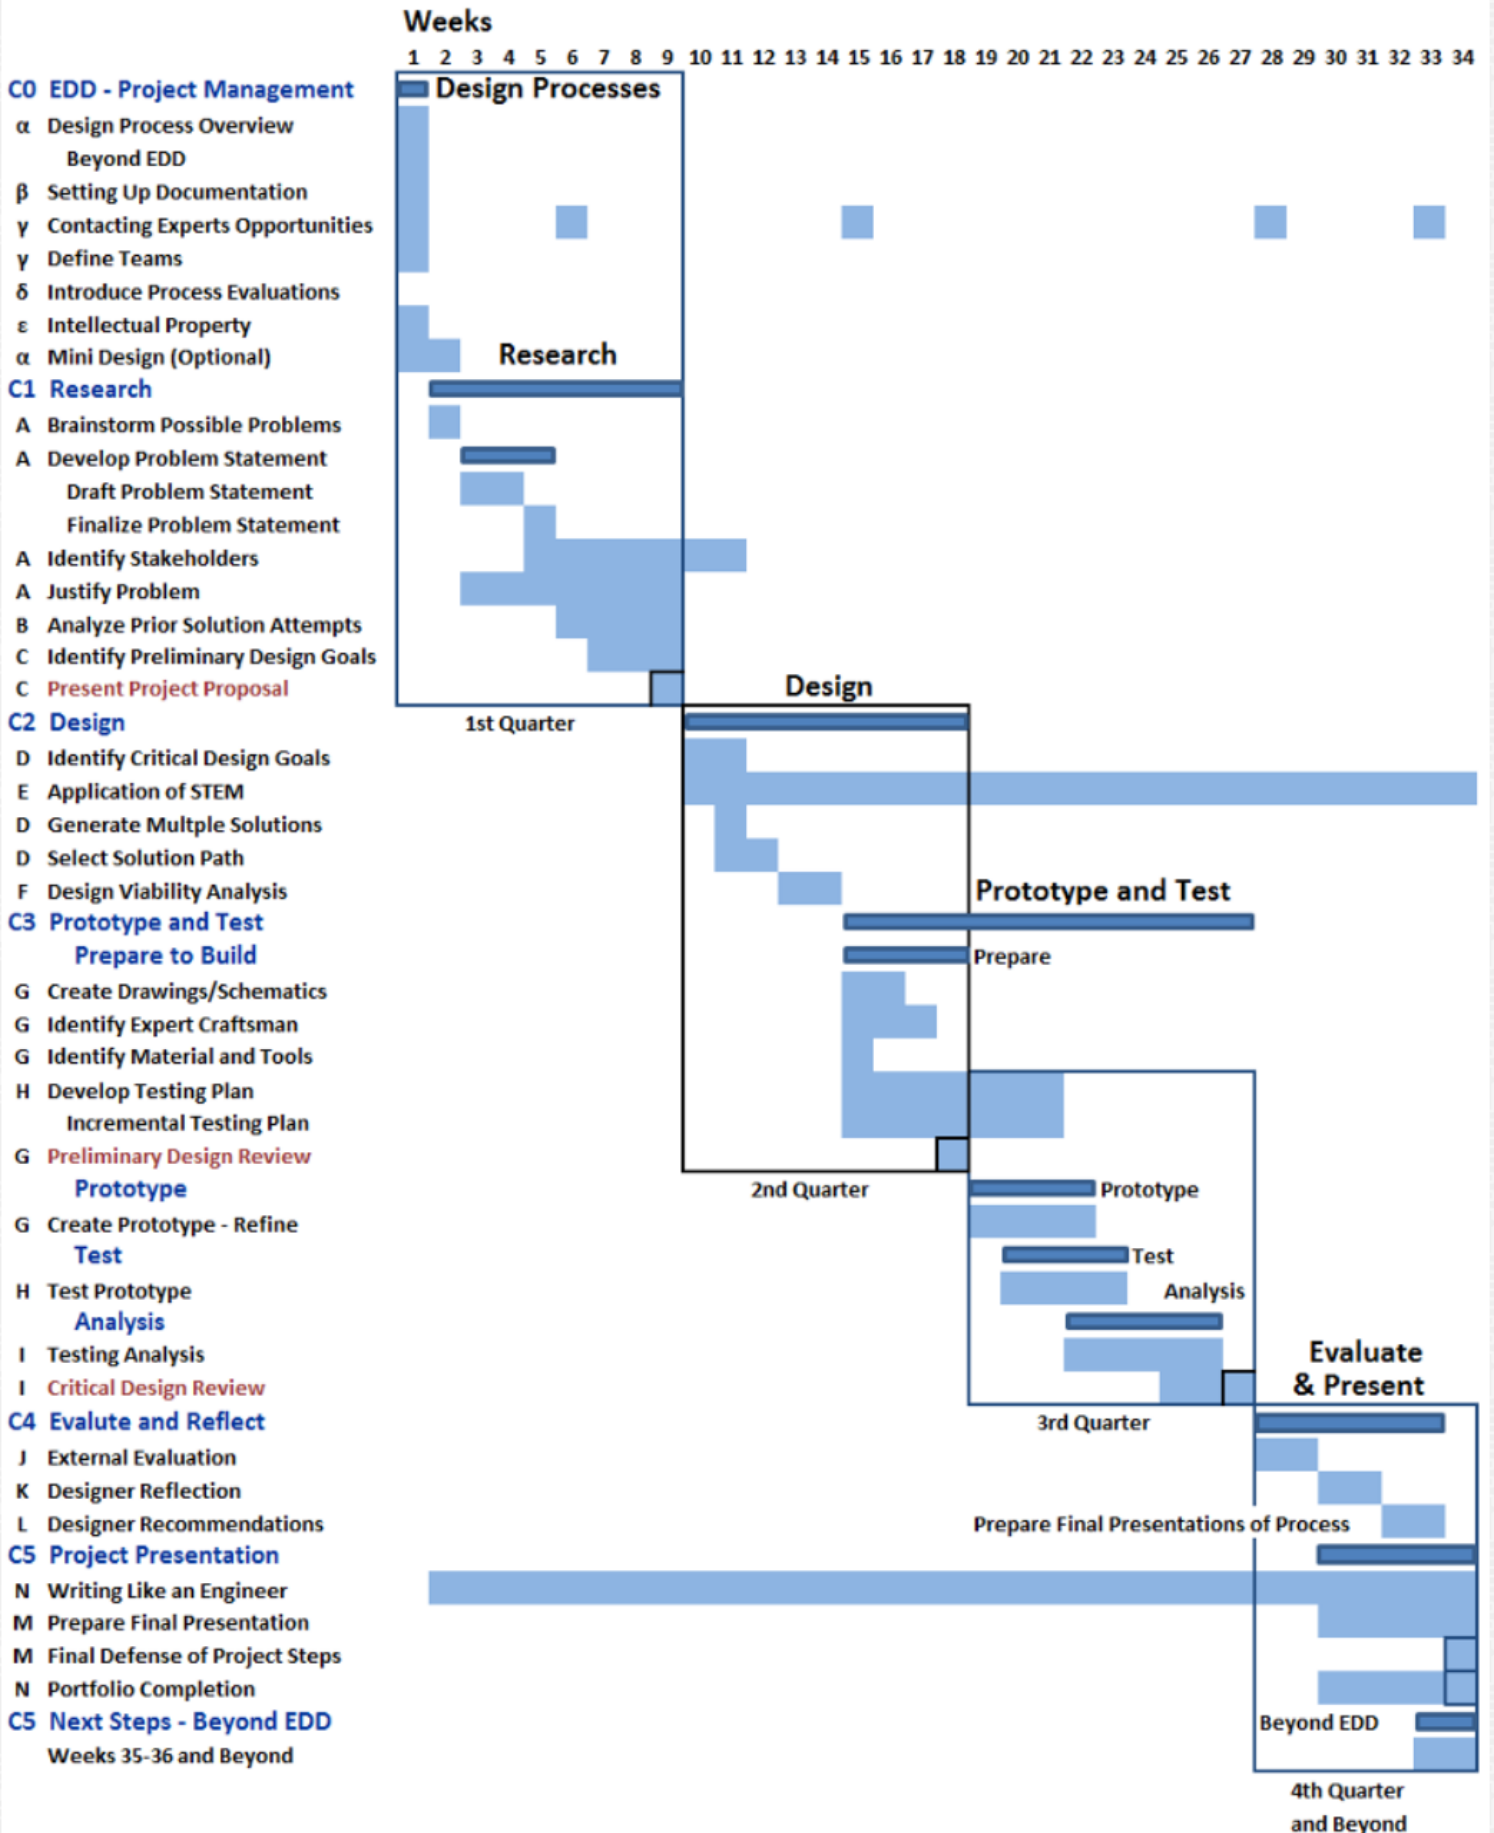 Weeks
1 2 3 4 5 6 7 8 9 10 11 12 13 14 15 16 17 18 19 20 21 22 23 24 25 26 27 28 29 30 31 32 33 34
C0 EDD - Project Management
Design Processes
α Design Process Overview
Beyond EDD
β Setting Up Documentation
γ Contacting Experts Opportunities
γ Define Teams
δ Introduce Process Evaluations
ε Intellectual Property
α Mini Design (Optional)
Research
C1 Research
A Brainstorm Possible Problems
A Develop Problem Statement
Draft Problem Statement
Finalize Problem Statement
A Identify Stakeholders
A Justify Problem
B Analyze Prior Solution Attempts
C Identify Preliminary Design Goals
C Present Project Proposal
Design
C2 Design
1st Quarter
D Identify Critical Design Goals
E Application of STEM
D Generate Multple Solutions
D Select Solution Path
F Design Viability Analysis
Prototype and Test
C3 Prototype and Test
Prepare to Build
Prepare
G Create Drawings/Schematics
G Identify Expert Craftsman
G Identify Material and Tools
H Develop Testing Plan
Incremental Testing Plan
G Preliminary Design Review
Prototype
2nd Quarter
Prototype
G Create Prototype - Refine
Test
Test
H Test Prototype
Analysis
Analysis
I Testing Analysis
Evaluate
& Present
I Critical Design Review
C4 Evalute and Reflect
3rd Quarter
J External Evaluation
K Designer Reflection
L Designer Recommendations
Prepare Final Presentations of Process
C5 Project Presentation
N Writing Like an Engineer
M Prepare Final Presentation
M Final Defense of Project Steps
N Portfolio Completion
C5 Next Steps - Beyond EDD
Beyond EDD
Weeks 35-36 and Beyond
4th Quarter
and Beyond